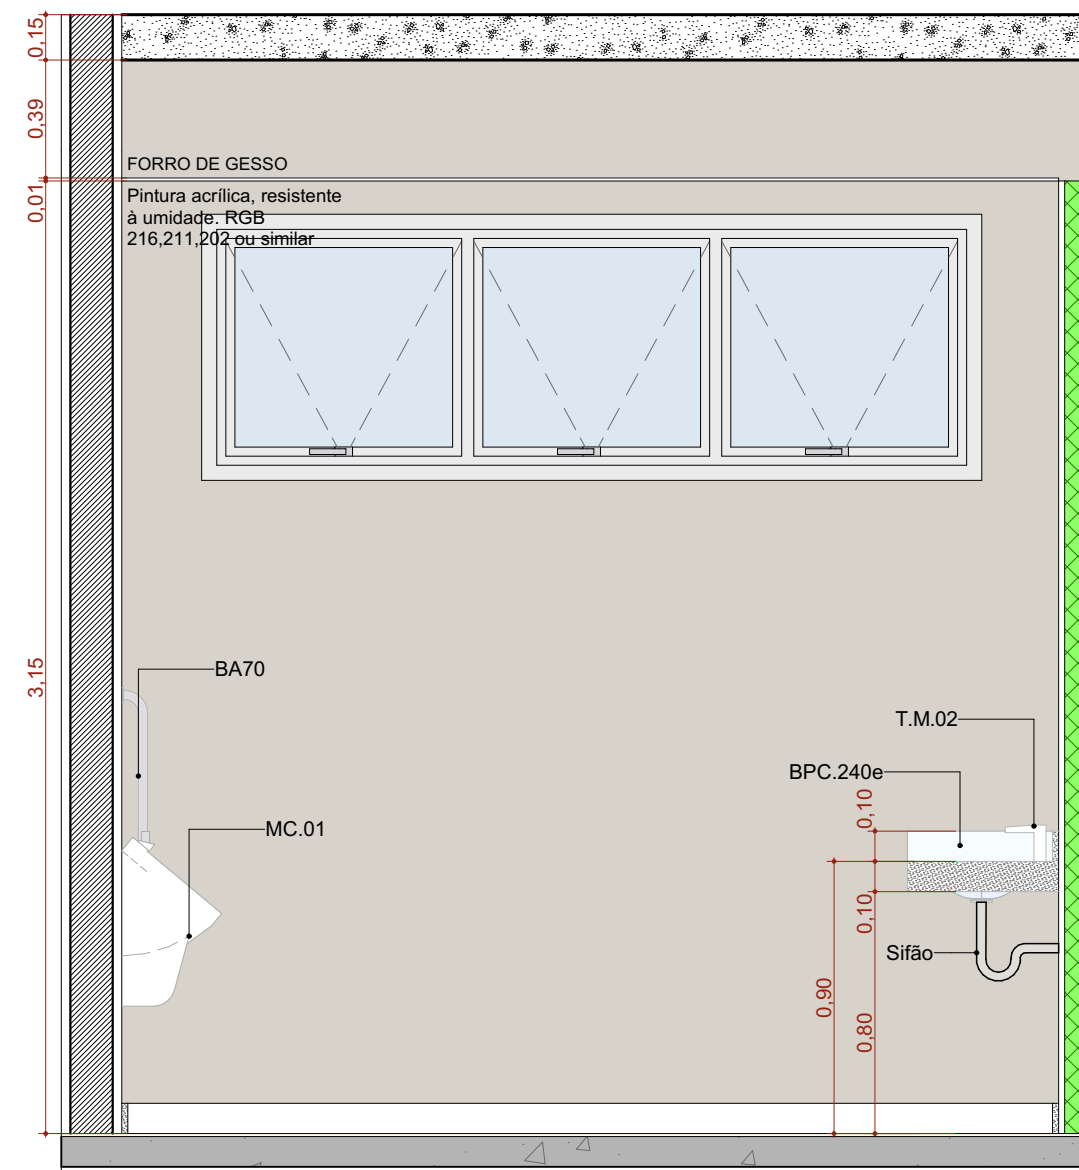 0,15
0,39
FORRO DE GESSO
0,01
Pintura acrílica, resistente
à umidade. RGB
216,211,202 ou similar
3,15
BA70
T.M.02
BPC.240e
0,10
MC.01
0,10
Sifão
0,90
0,80